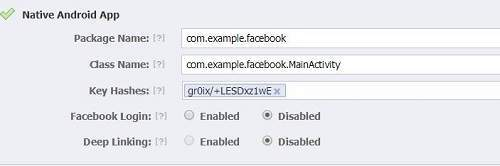 Native Android App
Package Name: [?] com.example.facebook
Class Name: [?] com.example.facebook.MainActivity
Key Hashes: [?] gr0ix/+LESDxz1wE ×
Facebook Login: [?] Enabled Disabled
Deep Linking: [?] Enabled Disabled